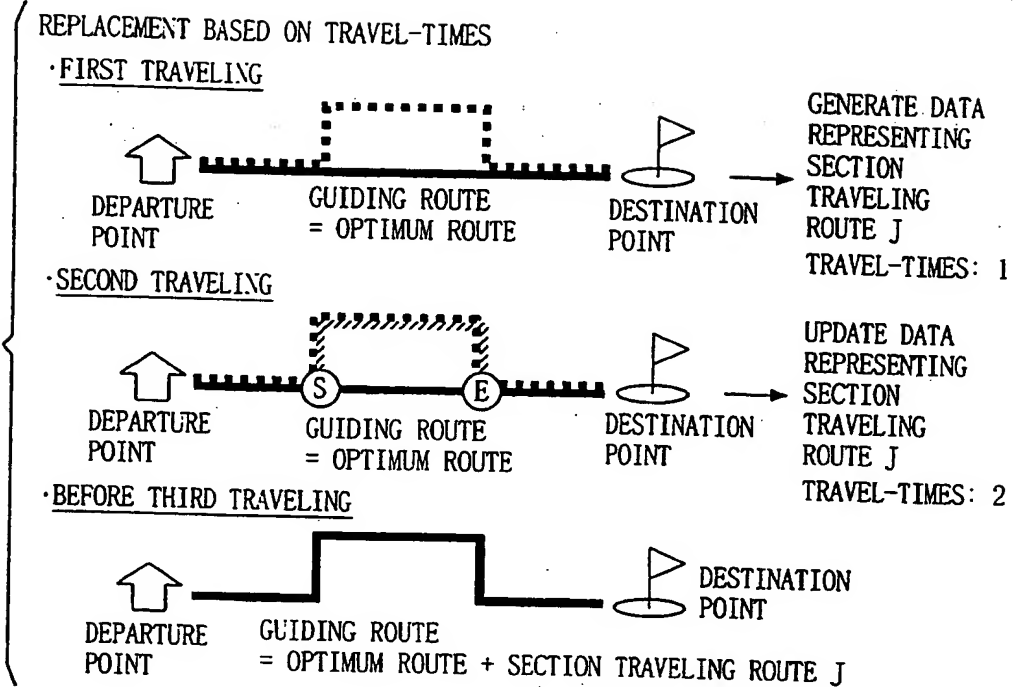 REPLACEMENT BASED ON TRAVEL-TIMES
·FIRST TRAVELING
DEPARTURE
POINT
GUIDING ROUTE
= OPTIMUM ROUTE
DESTINATION
POINT
GENERATE DATA
REPRESENTING
SECTION
TRAVELING
ROUTE J
TRAVEL-TIMES: 1
·SECOND TRAVELING
S
E
DEPARTURE
POINT
GUIDING ROUTE
= OPTIMUM ROUTE
DESTINATION
POINT
UPDATE DATA
REPRESENTING
SECTION
TRAVELING
ROUTE J
TRAVEL-TIMES: 2
·BEFORE THIRD TRAVELING
DEPARTURE
POINT
GUIDING ROUTE
= OPTIMUM ROUTE + SECTION TRAVELING ROUTE J
DESTINATION
POINT